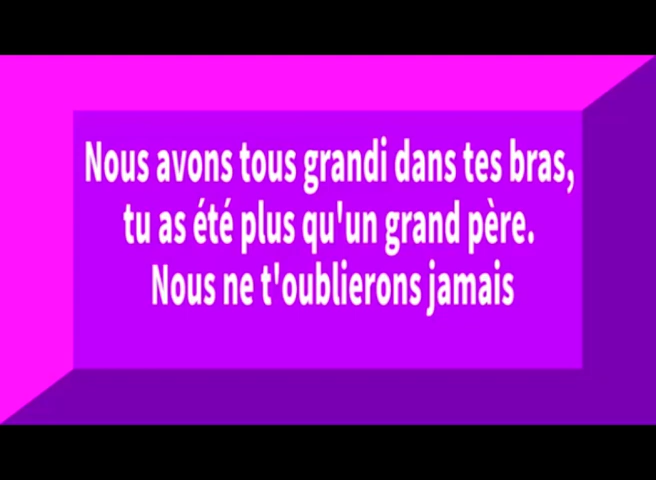 Nous avons tous grandi dans tes bras,
tu as été plus qu'un grand père.
Nous ne t'oublierons jamais